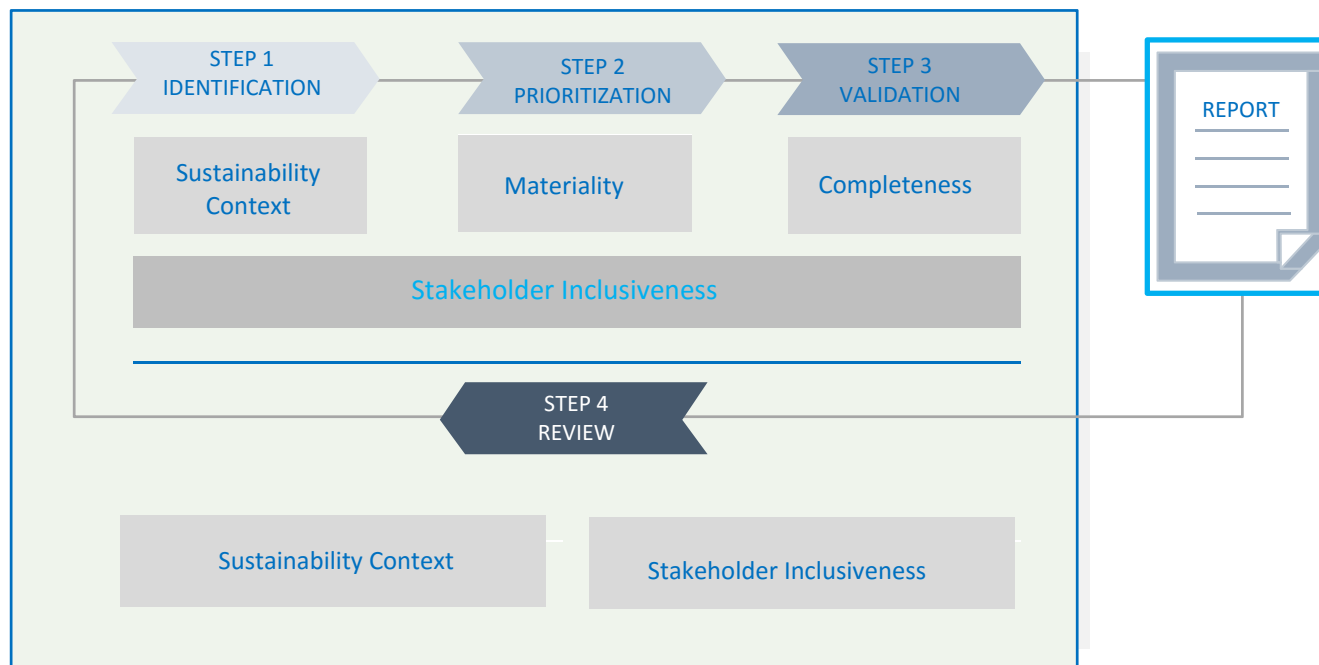 STEP 1
IDENTIFICATION
STEP 2
PRIORITIZATION
STEP 3
VALIDATION
REPORT
Sustainability
Context
Materiality
Completeness
Stakeholder Inclusiveness
STEP 4
REVIEW
Sustainability Context
Stakeholder Inclusiveness